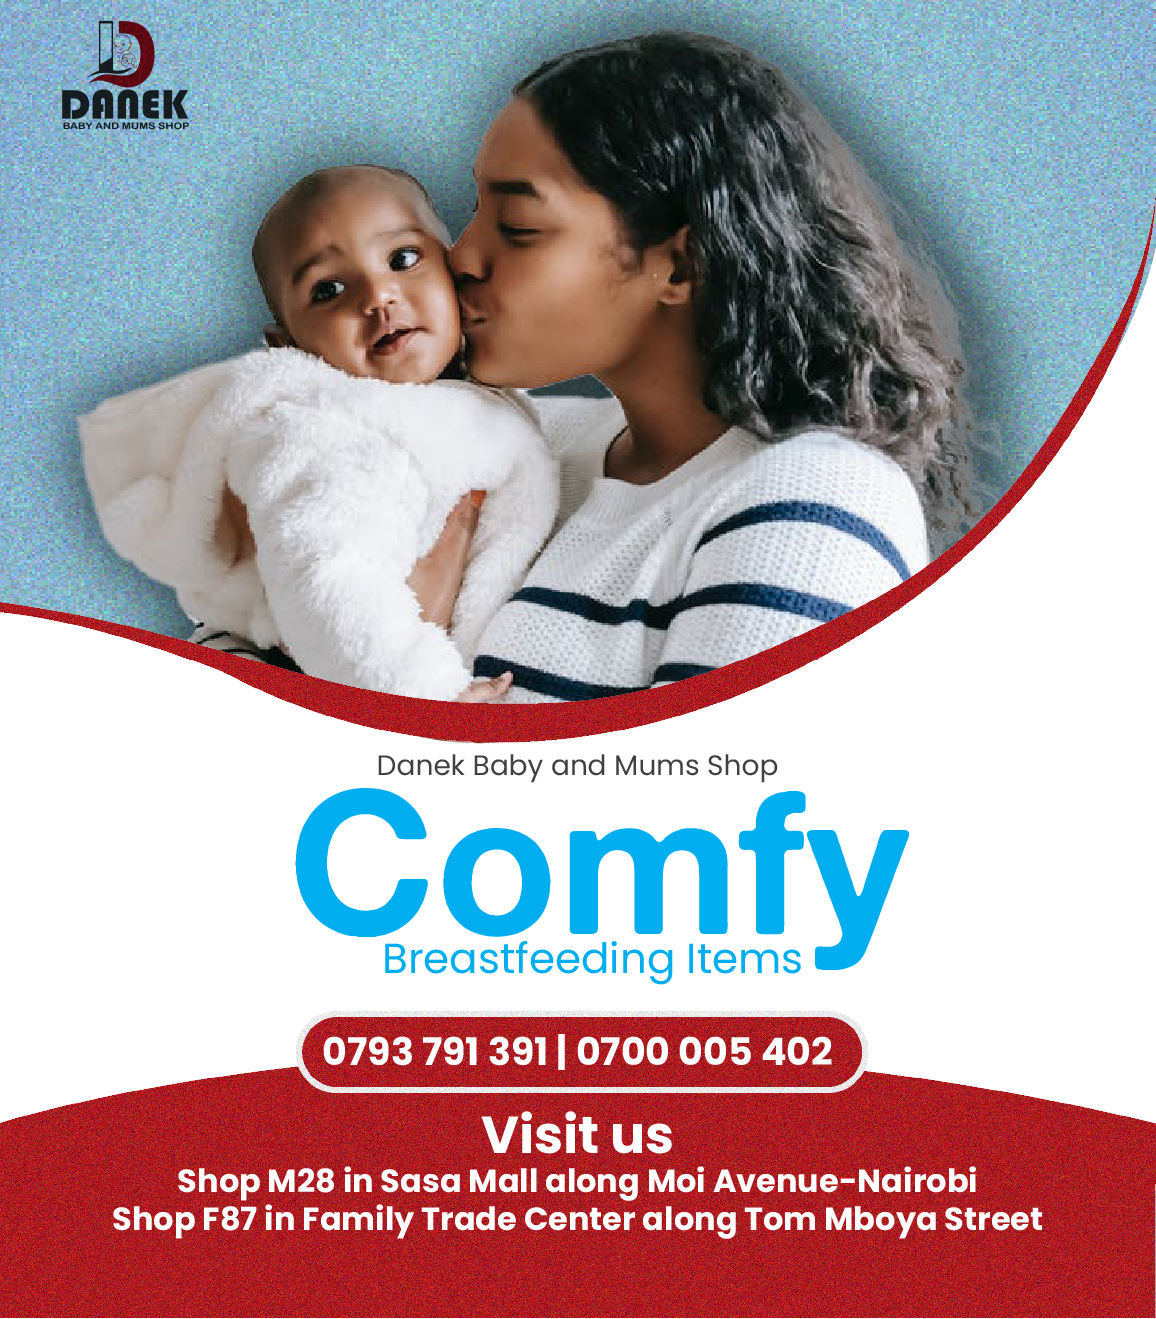 DANEK
BABY AND MUMS SHOP
Danek Baby and Mums Shop
Comfy
Breastfeeding Items
0793 791 391 | 0700 005 402
Visit us
Shop M28 in Sasa Mall along Moi Avenue-Nairobi
Shop F87 in Family Trade Center along Tom Mboya Street